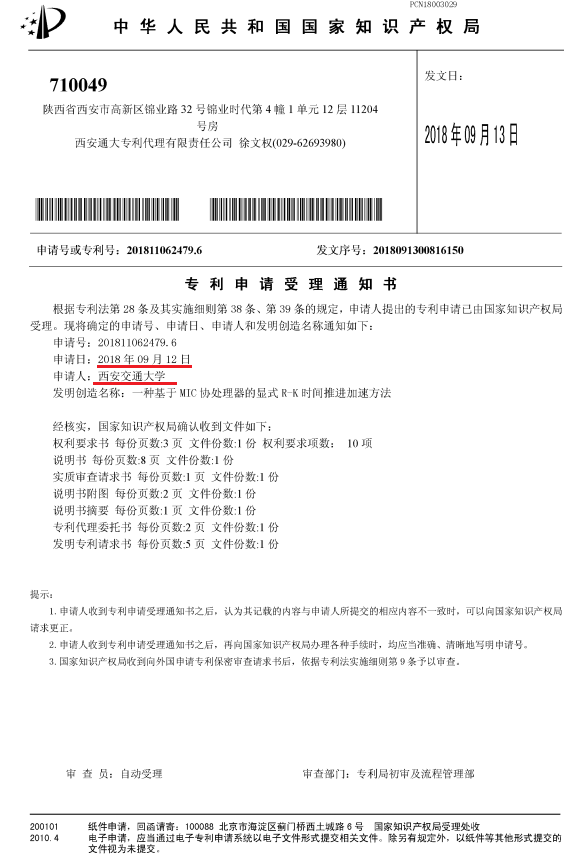 PCN18003029
中华人民共和国国家知识产权局
710049
发文日：
陕西省西安市高新区锦业路 32 号锦业时代第 4 幢 1 单元 12 层 11204
号房
西安通大专利代理有限责任公司 徐文权(029-62693980)
2018 年 09 月 13 日
申请号或专利号：201811062479.6
发文序号：2018091300816150
专利申请受理通知书
根据专利法第 28 条及其实施细则第 38 条、第 39 条的规定，申请人提出的专利申请已由国家知识产权局
受理。现将确定的申请号、申请日、申请人和发明创造名称通知如下：
申请号：201811062479.6
申请日：2018 年 09 月 12 日
申请人：西安交通大学
发明创造名称：一种基于 MIC 协处理器的显式 R-K 时间推进加速方法
经核实，国家知识产权局确认收到文件如下：
权利要求书 每份页数:3 页 文件份数:1 份 权利要求项数： 10 项
说明书 每份页数:8 页 文件份数:1 份
实质审查请求书 每份页数:1 页 文件份数:1 份
说明书附图 每份页数:2 页 文件份数:1 份
说明书摘要 每份页数:1 页 文件份数:1 份
专利代理委托书 每份页数:2 页 文件份数:1 份
发明专利请求书 每份页数:5 页 文件份数:1 份
提示：
1.申请人收到专利申请受理通知书之后，认为其记载的内容与申请人所提交的相应内容不一致时，可以向国家知识产权局
请求更正。
2.申请人收到专利申请受理通知书之后，再向国家知识产权局办理各种手续时，均应当准确、清晰地写明申请号。
3.国家知识产权局收到向外国申请专利保密审查请求书后，依据专利法实施细则第 9 条予以审查。
审 查 员：自动受理
审查部门：专利局初审及流程管理部
200101 纸件申请，回函请寄：100088 北京市海淀区蓟门桥西土城路 6 号 国家知识产权局受理处收
2010.4 电子申请，应当通过电子专利申请系统以电子文件形式提交相关文件。除另有规定外，以纸件等其他形式提交的
文件视为未提交。